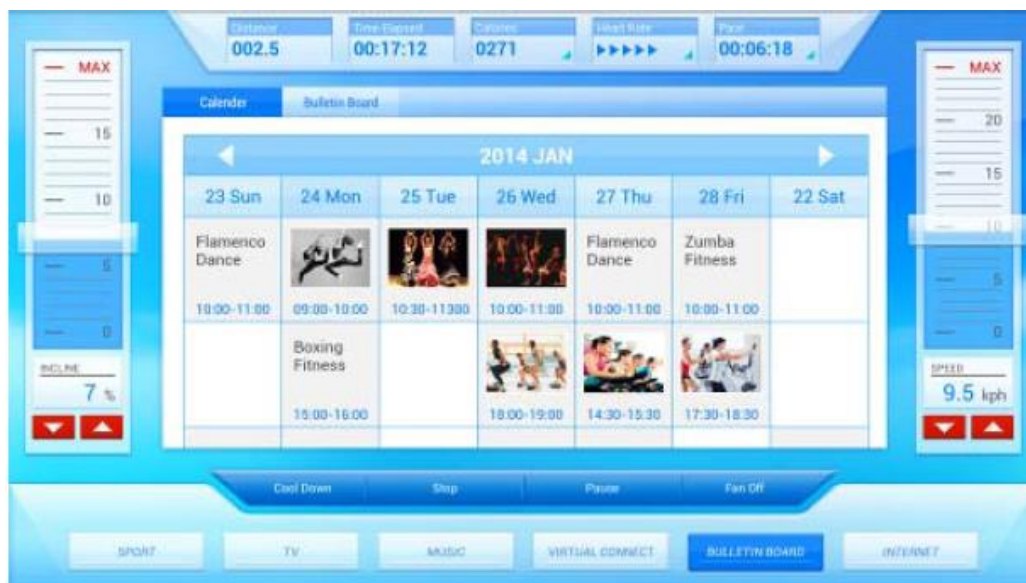 Distance
Time Elapsed
Calories
Heart Rate
Pace
002.5
00:17:12
0271
00:06:18
MAX
15
10
5
0
INCLINE
7 %
MAX
20
15
10
5
0
SPEED
9.5 kph
Calender
Bulletin Board
2014 JAN
23 Sun
24 Mon
25 Tue
26 Wed
27 Thu
28 Fri
22 Sat
Flamenco
Dance
Flamenco
Dance
Zumba
Fitness
10:00-11:00
09:00-10:00
10:30-11300
10:00-11:00
10:00-11:00
10:00-11:00
Boxing
Fitness
15:00-16:00
18:00-19:00
14:30-15:30
17:30-18:30
Cool Down
Stop
Pause
Fan Off
SPORT
TV
MUSIC
VIRTUAL CONNECT
BULLETIN BOARD
INTERNET